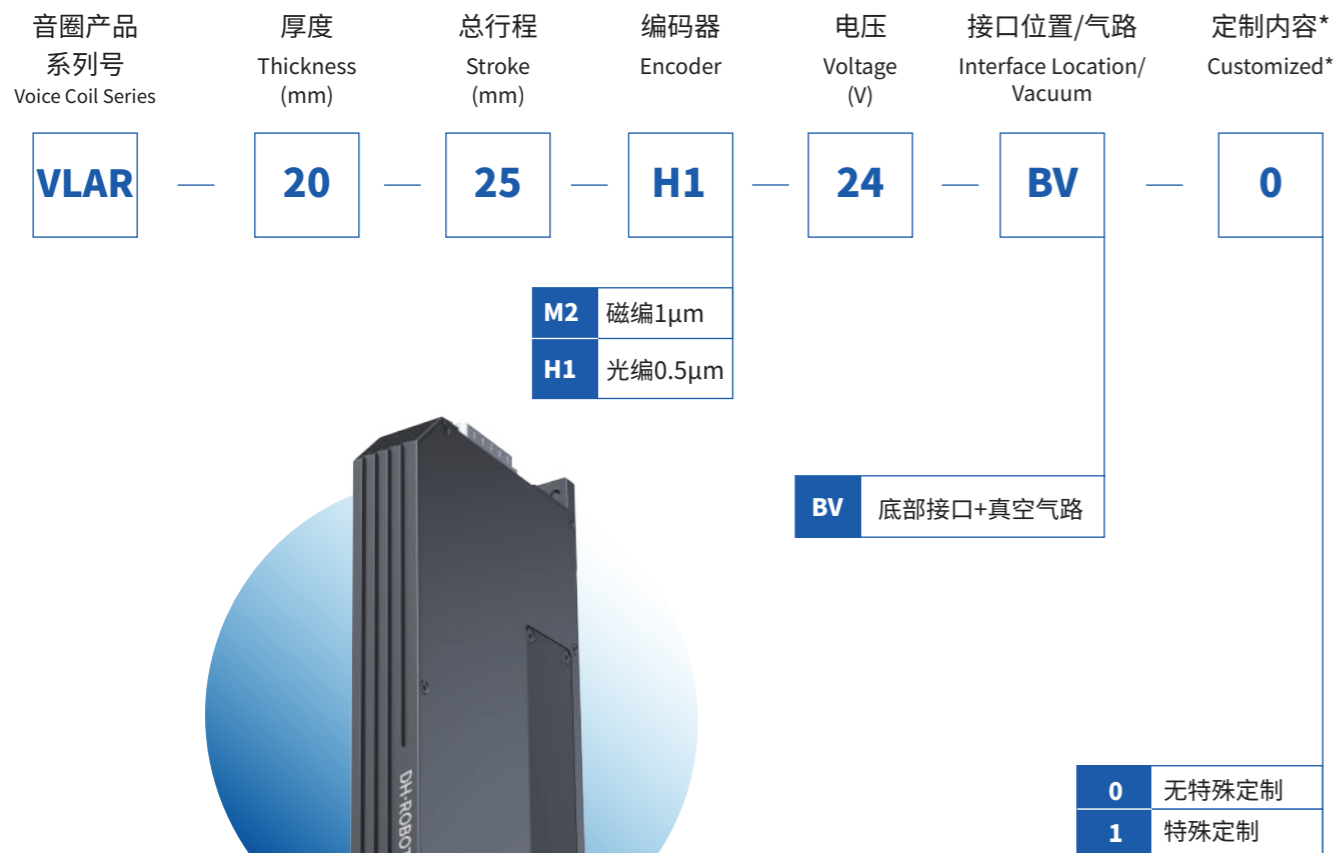 音圈产品
系列号
Voice Coil Series
厚度
Thickness
(mm)
总行程
Stroke
(mm)
编码器
Encoder
电压
Voltage
(V)
接口位置/气路
Interface Location/
Vacuum
定制内容*
Customized*
VLAR — 20 — 25 — H1 — 24 — BV — 0
M2 磁编1μm
H1 光编0.5μm
BV 底部接口+真空气路
DH-ROBOT
0 无特殊定制
1 特殊定制